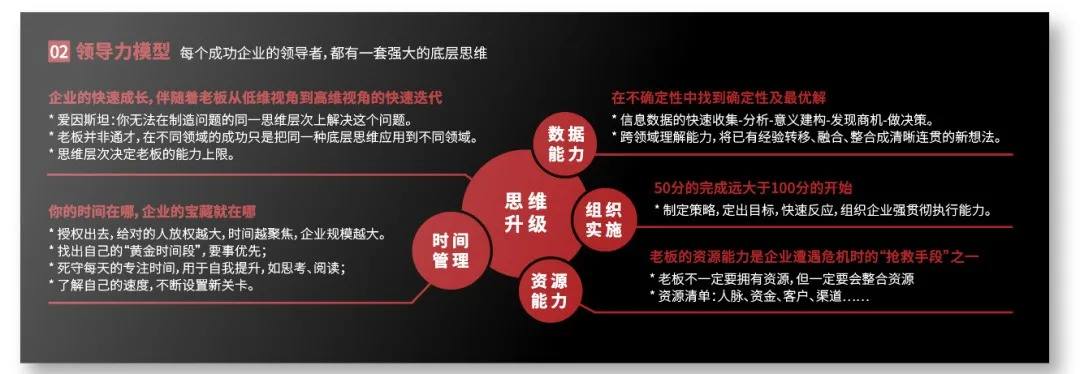 02 领导力模型 每个成功企业的领导者,都有一套强大的底层思维
企业的快速成长,伴随着老板从低维视角到高维视角的快速迭代
* 爱因斯坦:你无法在制造问题的同一思维层次上解决这个问题。
* 老板并非通才,在不同领域的成功只是把同一种底层思维应用到不同领域。
* 思维层次决定老板的能力上限。
你的时间在哪,企业的宝藏就在哪
* 授权出去,给对的人放权越大,时间越聚焦,企业规模越大。
* 找出自己的“黄金时间段”,要事优先;
* 死守每天的专注时间,用于自我提升,如思考、阅读;
* 了解自己的速度,不断设置新关卡。
思维
升级
时间
管理
数据
能力
组织
实施
资源
能力
在不确定性中找到确定性及最优解
* 信息数据的快速收集-分析-意义建构-发现商机-做决策。
* 跨领域理解能力,将已有经验转移、融合、整合成清晰连贯的新想法。
50分的完成远大于100分的开始
* 制定策略,定出目标,快速反应,组织企业强贯彻执行能力。
老板的资源能力是企业遭遇危机时的“抢救手段”之一
* 老板不一定要拥有资源,但一定要会整合资源
* 资源清单:人脉、资金、客户、渠道……